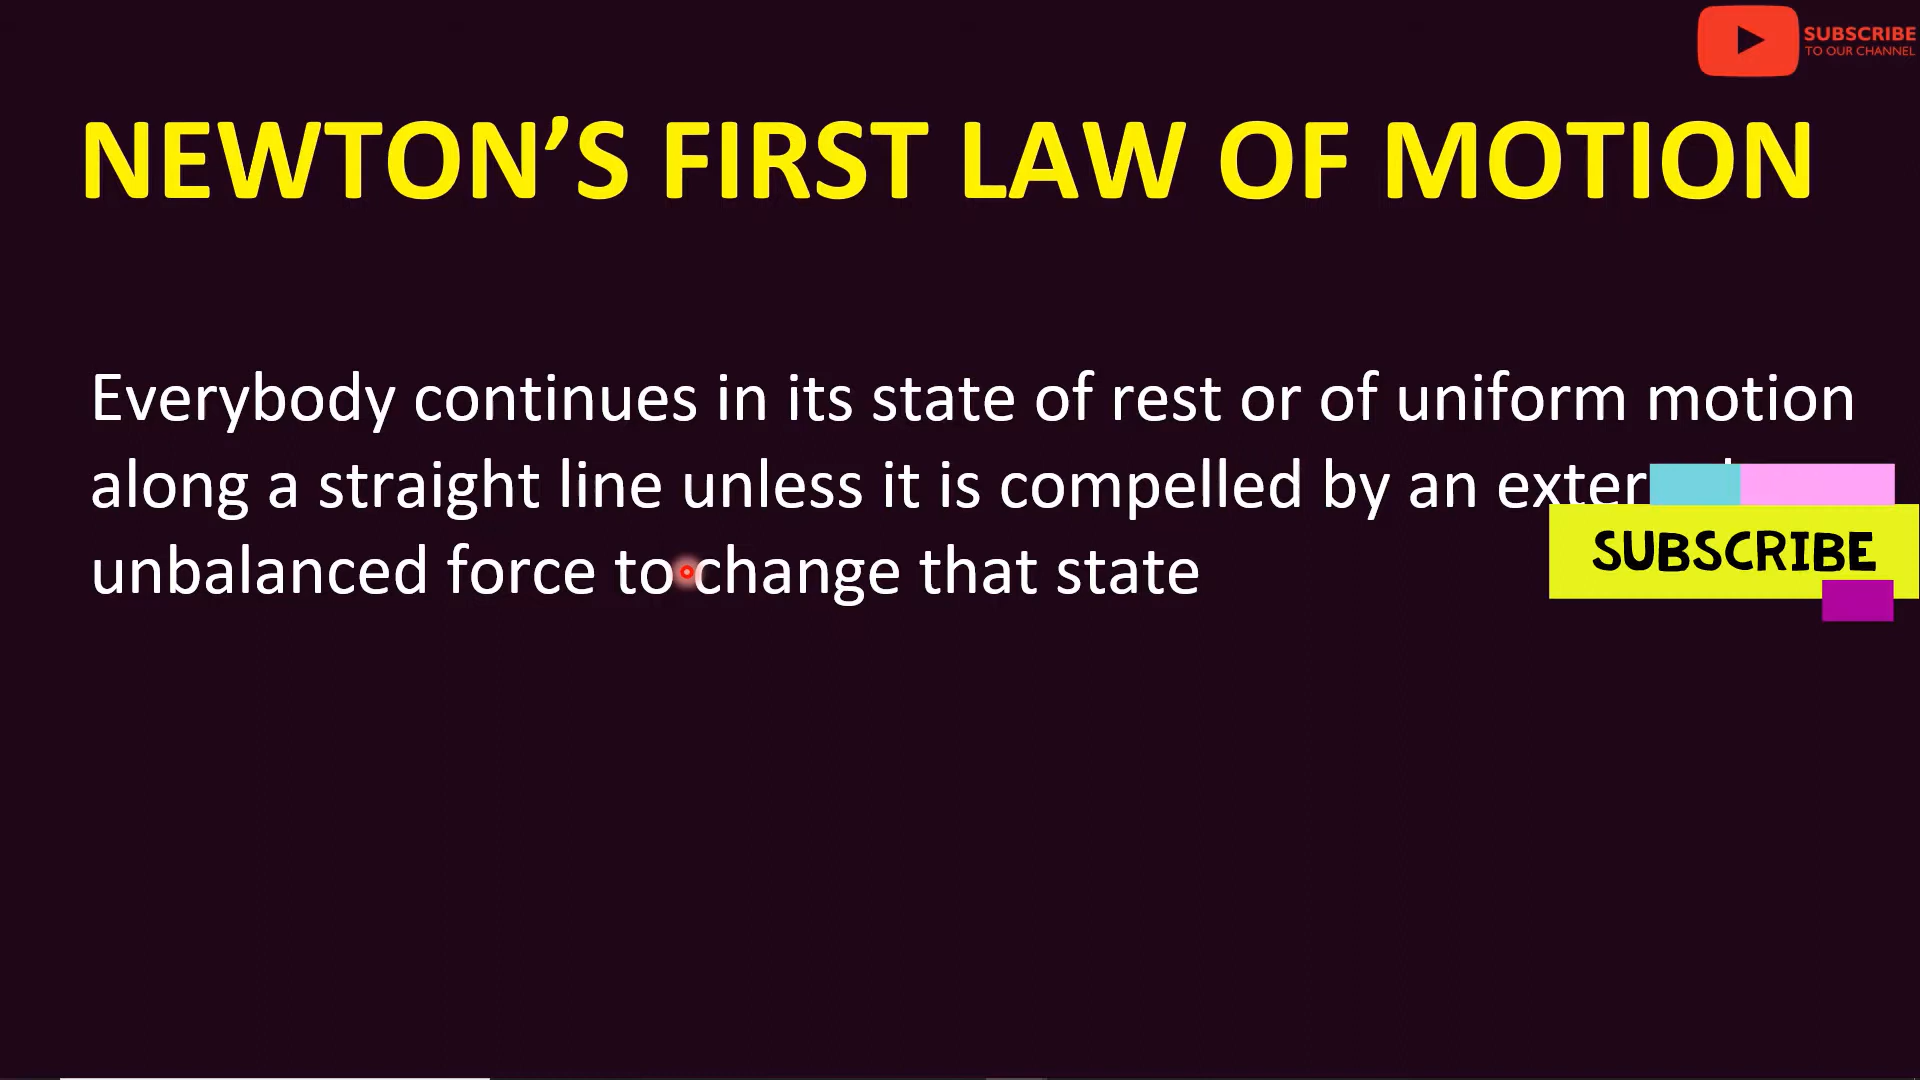 SUBSCRIBE
TO OUR CHANNEL
NEWTON’S FIRST LAW OF MOTION
Everybody continues in its state of rest or of uniform motion
along a straight line unless it is compelled by an
unbalanced force to change that state
SUBSCRIBE